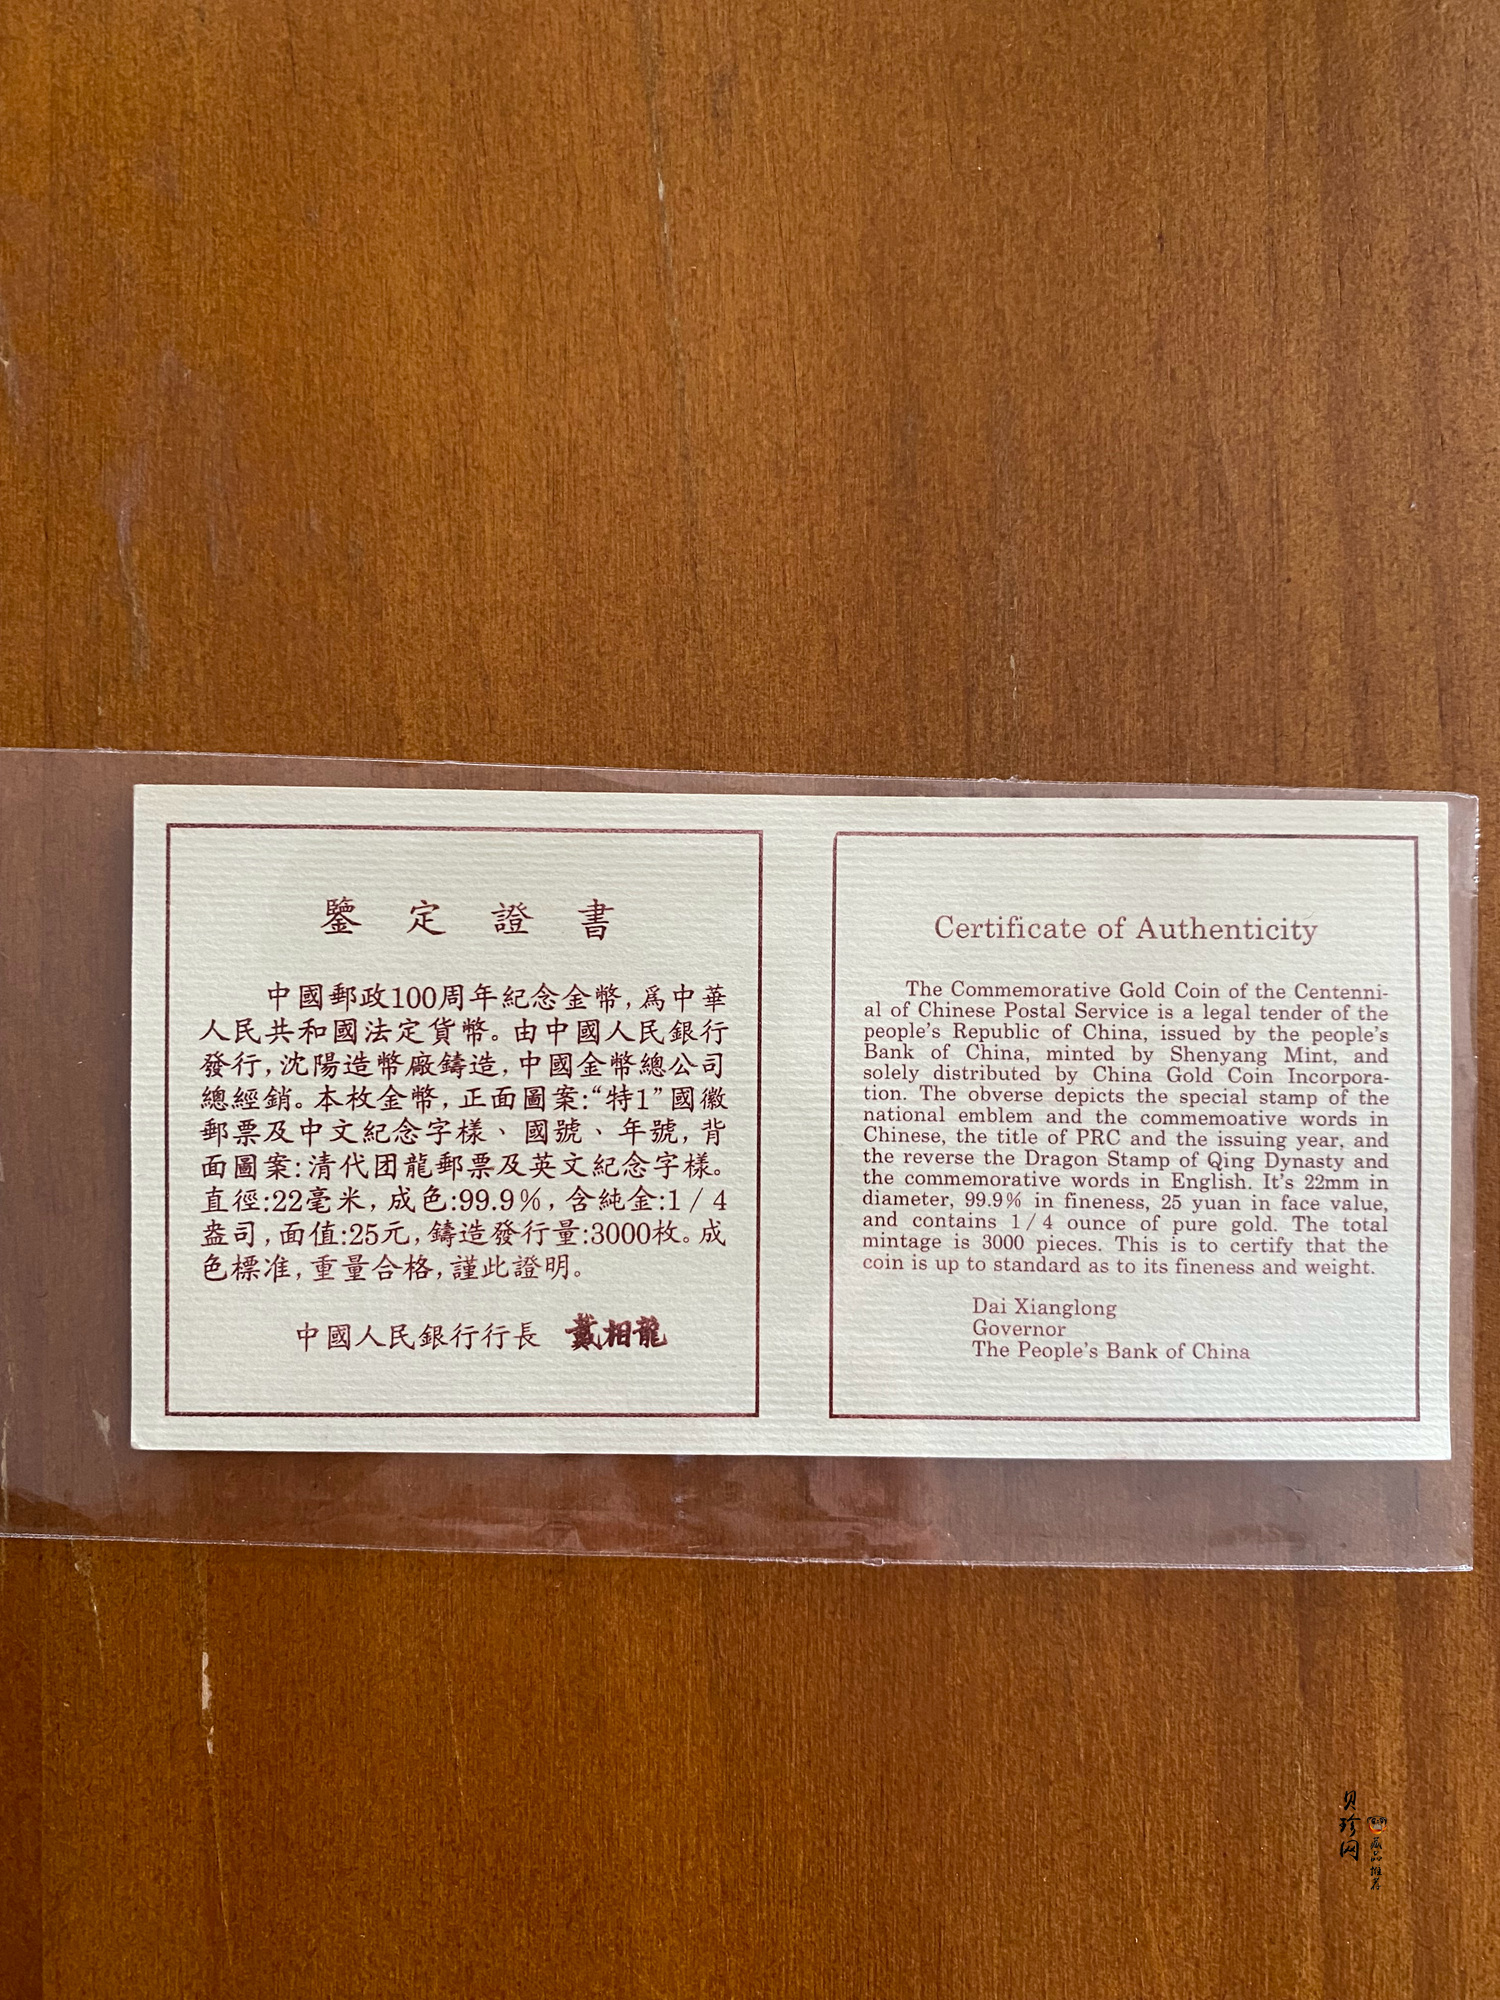 鑒定證書
中國郵政100周年紀念金幣，爲中華
人民共和國法定貨幣。由中國人民銀行
發行，沈陽造幣廠鑄造，中國金幣總公司
總經銷。本枚金幣，正面圖案：“特1”國徽
郵票及中文紀念字樣、國號、年號，背
面圖案：清代团龍郵票及英文紀念字樣。
直徑：22毫米，成色：99.9%，含純金：1/4
盎司，面值：25元，鑄造發行量：3000枚。成
色標准，重量合格，謹此證明。
中國人民銀行行長 戴相龍
Certificate of Authenticity
The Commemorative Gold Coin of the Centenni-
al of Chinese Postal Service is a legal tender of the
people's Republic of China, issued by the people's
Bank of China, minted by Shenyang Mint, and
solely distributed by China Gold Coin Incorpora-
tion. The obverse depicts the special stamp of the
national emblem and the commemoative words in
Chinese, the title of PRC and the issuing year, and
the reverse the Dragon Stamp of Qing Dynasty and
the commemorative words in English. It's 22mm in
diameter, 99.9% in fineness, 25 yuan in face value,
and contains 1/4 ounce of pure gold. The total
mintage is 3000 pieces. This is to certify that the
coin is up to standard as to its fineness and weight.
Dai Xianglong
Governor
The People's Bank of China
贝珍网
藏品推荐